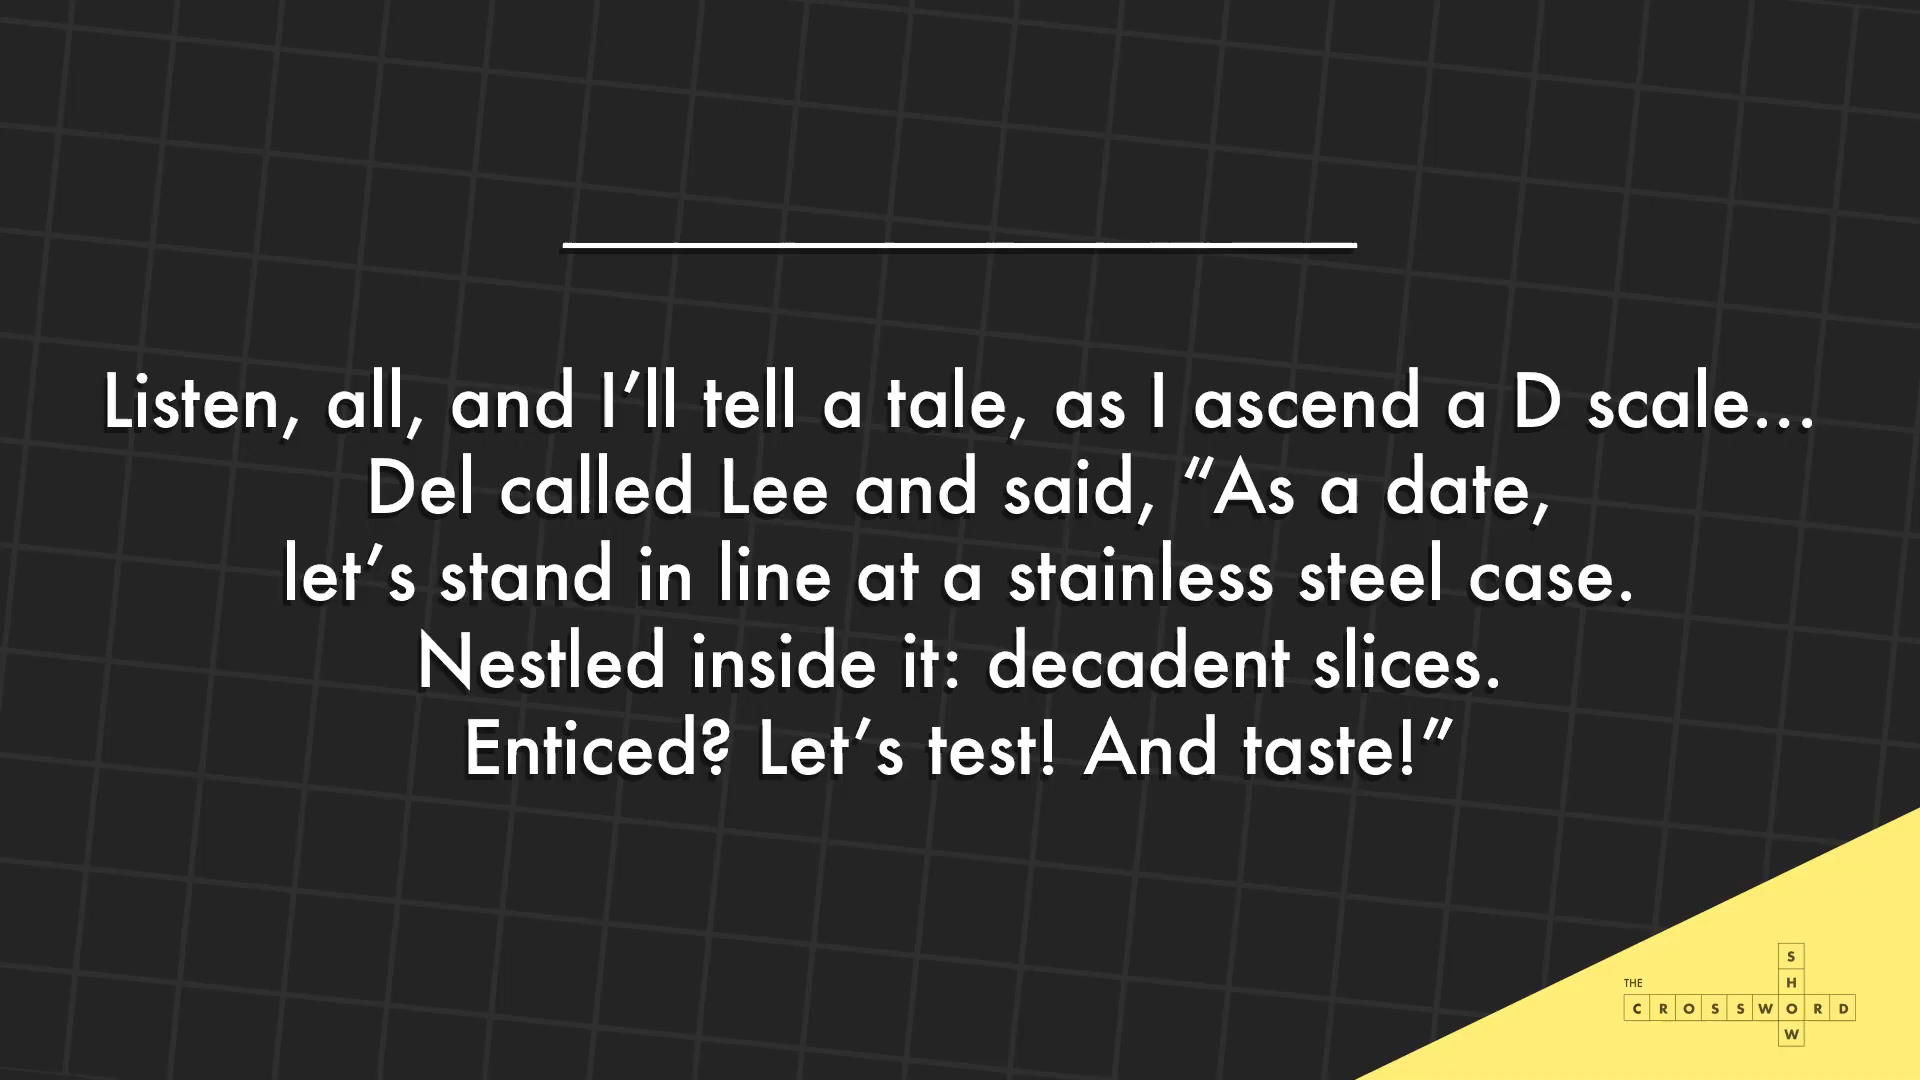 Listen, all, and I’ll tell a tale, as I ascend a D scale...
Del called Lee and said, “As a date,
let’s stand in line at a stainless steel case.
Nestled inside it: decadent slices.
Enticed? Let’s test! And taste!”
THE
CROSSWORD
SHOW